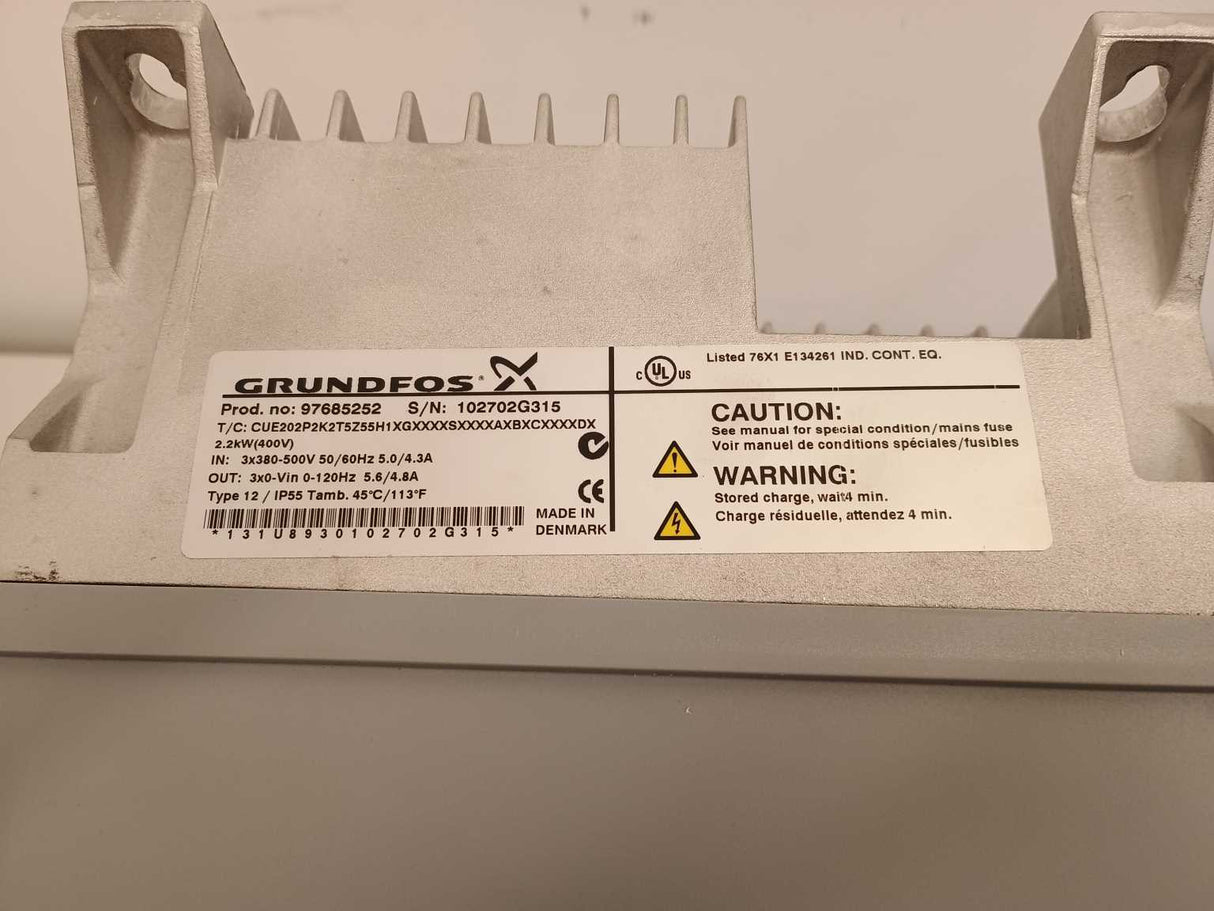 GRUNDFOS
Prod. no: 97685252 S/N: 102702G315
T/C: CUE202P2K2T5Z55H1XGXXXXSXXXXAXBXCXXXXDX
2.2kW(400V)
IN: 3x380-500V 50/60Hz 5.0/4.3A
OUT: 3x0-Vin 0-120Hz 5.6/4.8A
Type 12 / IP55 Tamb. 45°C/113°F
*131U8930102702G315*
CE
MADE IN
DENMARK
C UL US
Listed 76X1 E134261 IND. CONT. EQ.
CAUTION:
See manual for special condition/mains fuse
Voir manuel de conditions spéciales/fusibles
WARNING:
Stored charge, wait4 min.
Charge résiduelle, attendez 4 min.